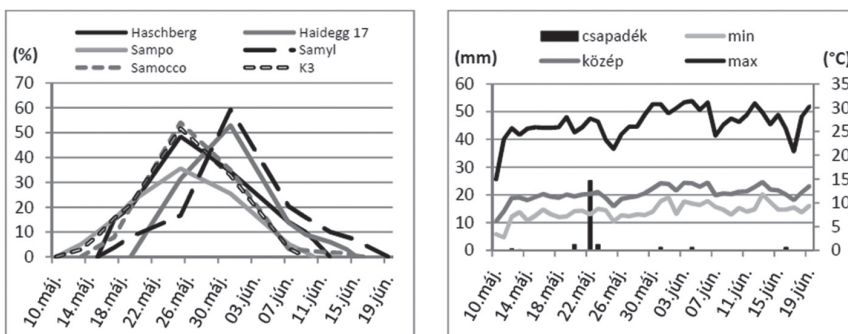 Haschberg Haidegg 17
Sampo Samyl
Samocco K3
(%)
70
60
50
40
30
20
10
0
10.máj.
14.máj.
18.máj.
22.máj.
26.máj.
30.máj.
03.jún.
07.jún.
11.jún.
15.jún.
19.jún.
csapadék min
közép max
(mm) (°C)
60 35
50 30
40 25
30 20
20 15
10 10
0 5
0
10.máj.
14.máj.
18.máj.
22.máj.
26.máj.
30.máj.
03.jún.
07.jún.
11.jún.
15.jún.
19.jún.